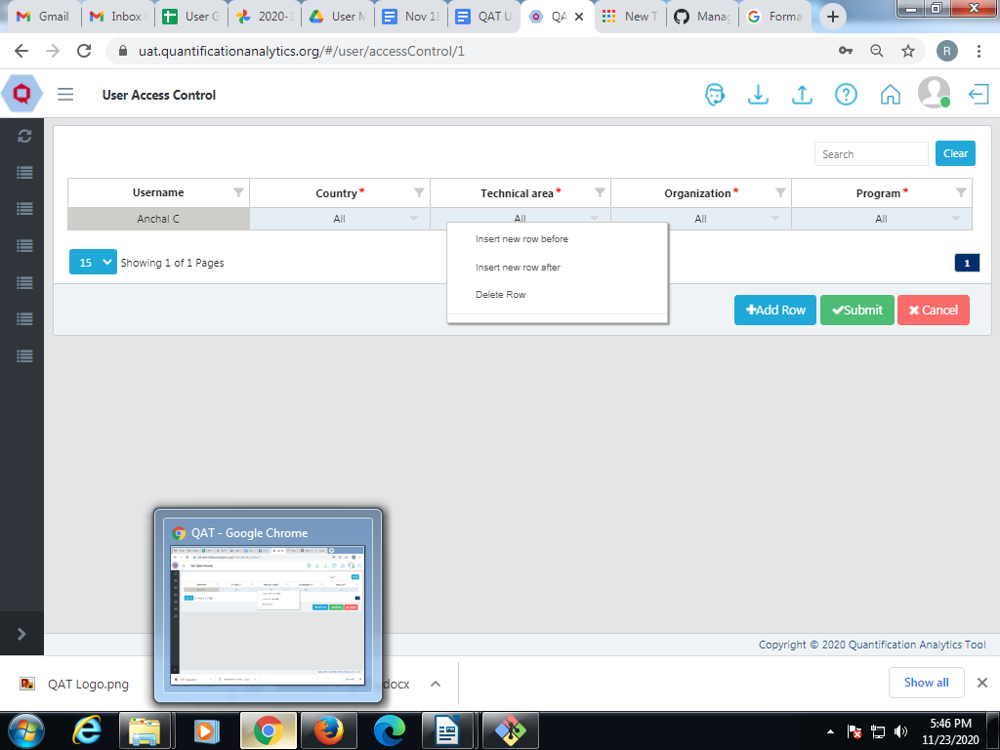 Gmail Inbox User G 2020-1 User M Nov 18 QAT U QA New T Manag Forma
uat.quantificationanalytics.org/#/user/accessControl/1 R
User Access Control
Search Clear
Username Country * Technical area * Organization * Program *
Anchal C All All All All
Insert new row before
15 Showing 1 of 1 Pages 1
Insert new row after
Delete Row
Add Row Submit Cancel
QAT - Google Chrome
Copyright © 2020 Quantification Analytics Tool
QAT Logo.png docx Show all
5:46 PM
11/23/2020